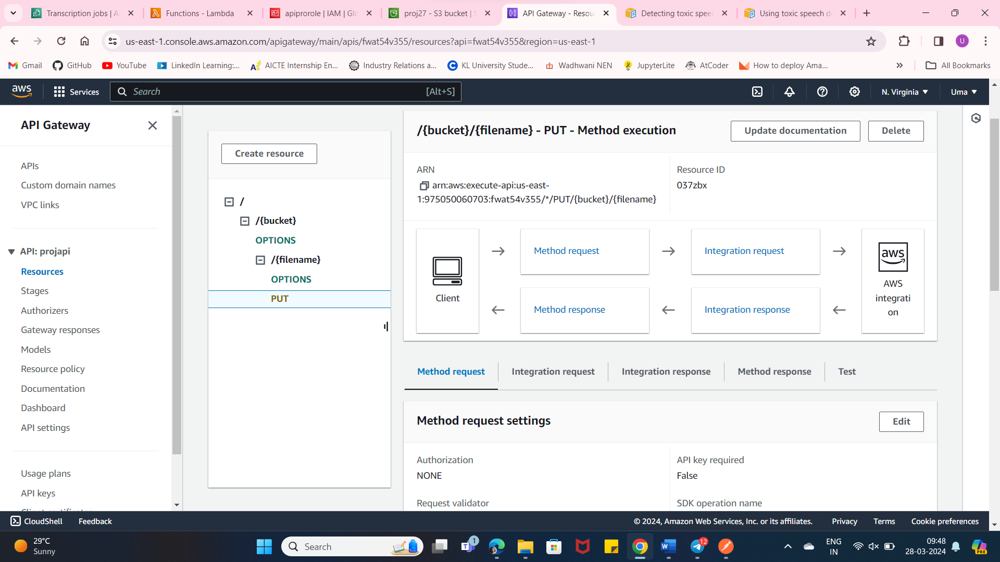 Transcription jobs | A
Functions - Lambda
apiprorole | IAM | Glo
proj27 - S3 bucket | S
API Gateway - Resou
Detecting toxic speec
Using toxic speech d
us-east-1.console.aws.amazon.com/apigateway/main/apis/fwat54v355/resources?api=fwat54v355&region=us-east-1
U
Gmail
GitHub
YouTube
LinkedIn Learning:...
AICTE Internship En...
Industry Relations a...
KL University Stude...
Wadhwani NEN
JupyterLite
AtCoder
How to deploy Ama...
All Bookmarks
aws
Services
Search
[Alt+S]
N. Virginia
Uma
API Gateway
APIs
Custom domain names
VPC links
API: projapi
Resources
Stages
Authorizers
Gateway responses
Models
Resource policy
Documentation
Dashboard
API settings
Usage plans
API keys
Create resource
/
/{bucket}
OPTIONS
/{filename}
OPTIONS
PUT
/{bucket}/{filename} - PUT - Method execution
Update documentation
Delete
ARN
arn:aws:execute-api:us-east-
1:975050060703:fwat54v355/*/PUT/{bucket}/{filename}
Resource ID
037zbx
Client
Method request
Integration request
Method response
Integration response
aws
AWS
integrati
on
Method request
Integration request
Integration response
Method response
Test
Method request settings
Edit
Authorization
NONE
API key required
False
Request validator
SDK operation name
CloudShell
Feedback
© 2024, Amazon Web Services, Inc. or its affiliates.
Privacy
Terms
Cookie preferences
29°C
Sunny
Search
1
12
ENG
IN
09:48
28-03-2024
PRE